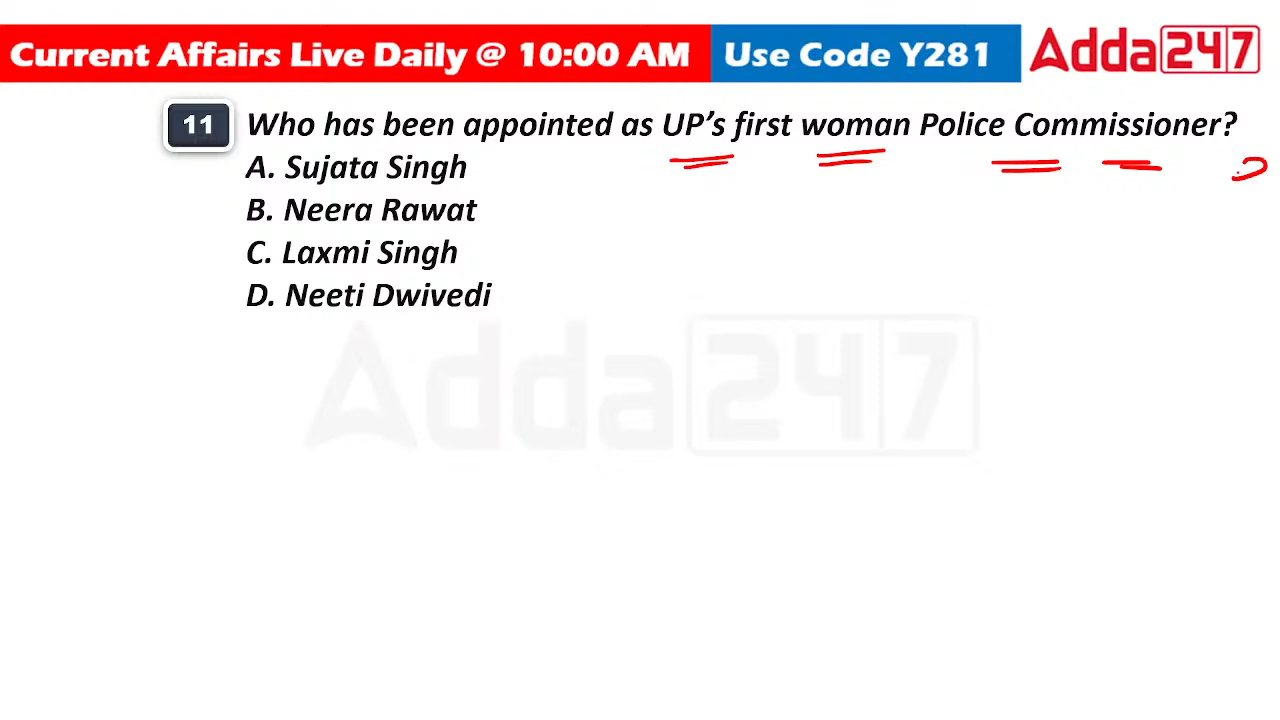 Current Affairs Live Daily @ 10:00 AM Use Code Y281 Adda247
11 Who has been appointed as UP’s first woman Police Commissioner?
A. Sujata Singh
B. Neera Rawat
C. Laxmi Singh
D. Neeti Dwivedi
Adda247